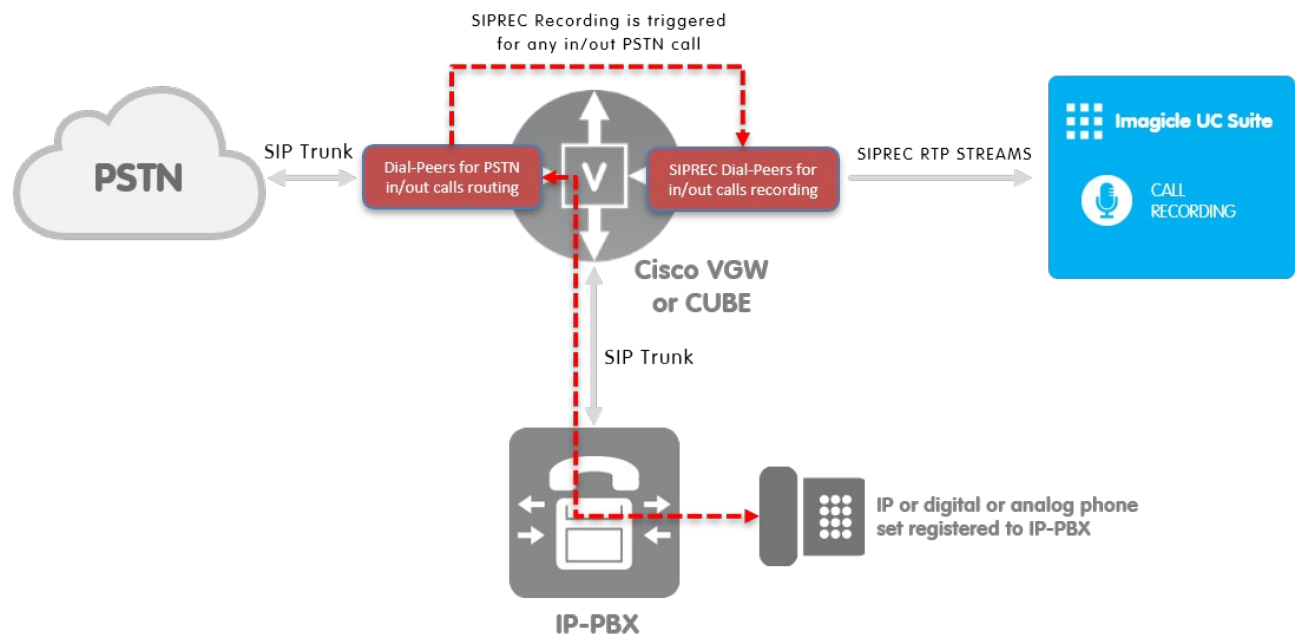 SIPREC Recording is triggered
for any in/out PSTN call
PSTN
SIP Trunk
Dial-Peers for PSTN
in/out calls routing
V
SIPREC Dial-Peers for
in/out calls recording
SIPREC RTP STREAMS
Imagicle UC Suite
CALL
RECORDING
Cisco VGW
or CUBE
SIP Trunk
IP or digital or analog phone
set registered to IP-PBX
IP-PBX